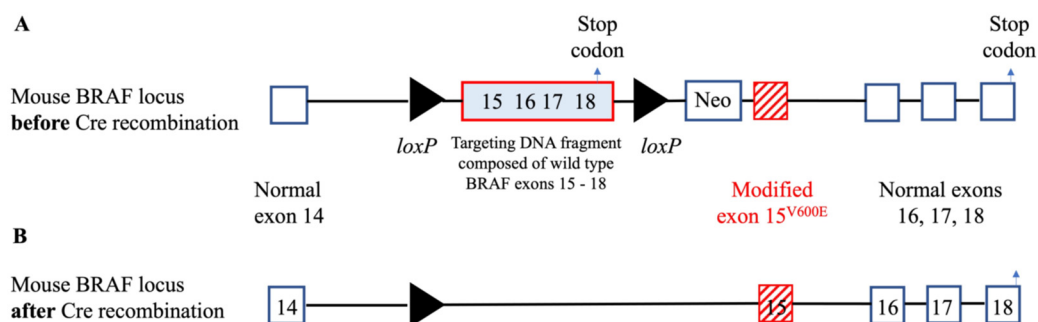 A
Stop
codon
Stop
codon
Mouse BRAF locus
before Cre recombination
15 16 17 18
Neo
loxP
Targeting DNA fragment
composed of wild type
BRAF exons 15 - 18
loxP
Normal
exon 14
Modified
exon 15V600E
Normal exons
16, 17, 18
B
Mouse BRAF locus
after Cre recombination
14
15
16
17
18